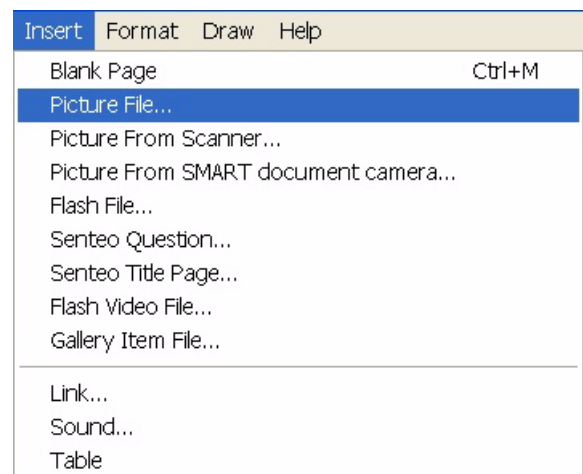 Insert Format Draw Help
Blank Page Ctrl+M
Picture File...
Picture From Scanner...
Picture From SMART document camera...
Flash File...
Senteo Question...
Senteo Title Page...
Flash Video File...
Gallery Item File...
Link...
Sound...
Table